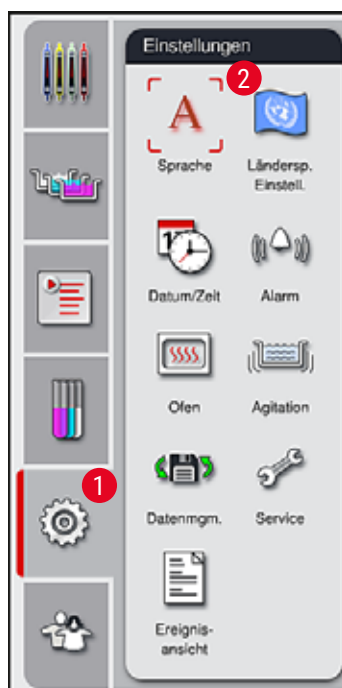 Einstellungen
2
A
Sprache
Ländersp.
Einstell.
Datum/Zeit
Alarm
Ofen
Agitation
1
Datenmgm.
Service
Ereignis-
ansicht